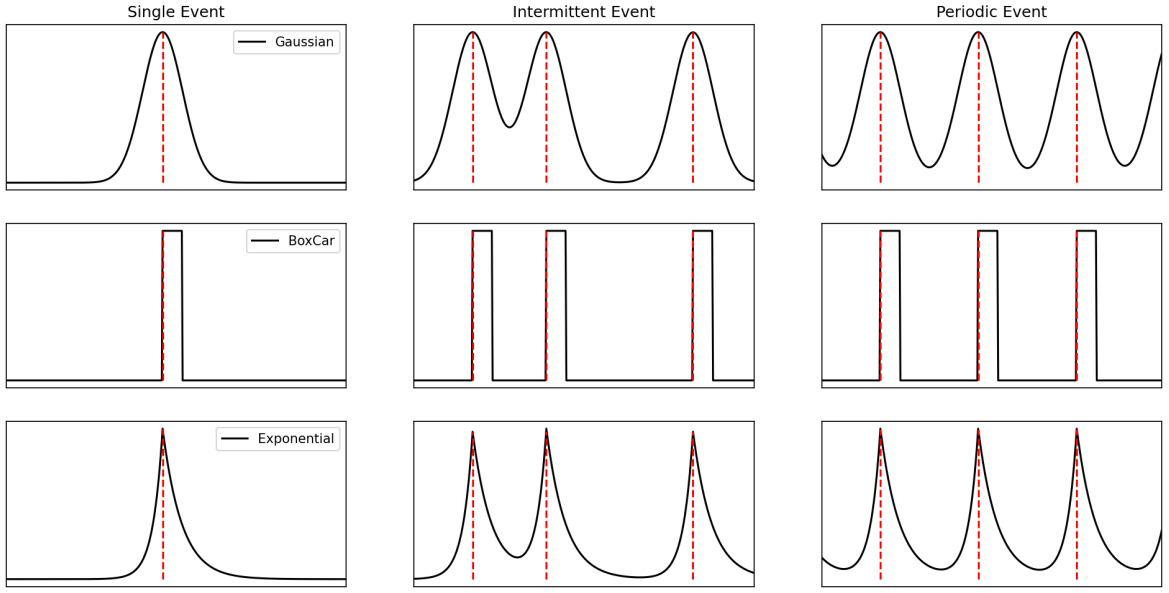 Single Event
Intermittent Event
Periodic Event
Gaussian
BoxCar
Exponential